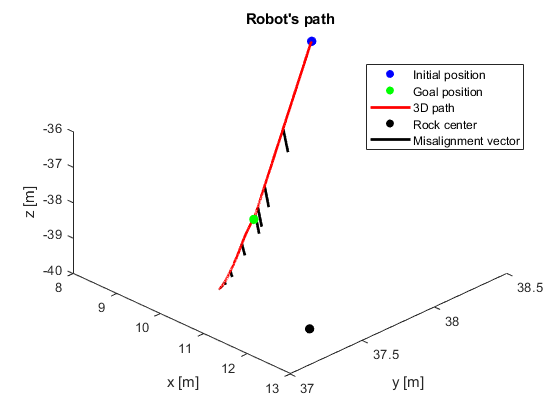 Robot's path
Initial position
Goal position
3D path
Rock center
Misalignment vector
-36
-37
-38
-39
-40
z [m]
8
9
10
11
12
13
x [m]
37
37.5
38
38.5
y [m]